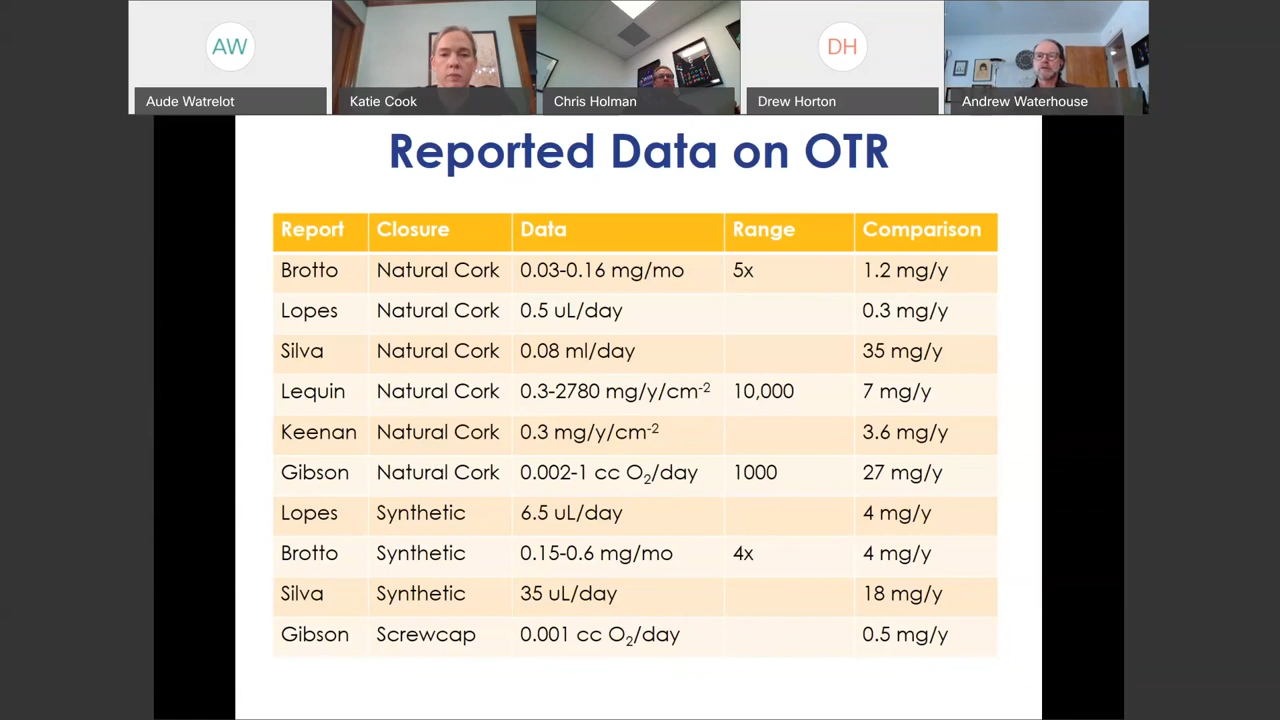 AW
DH
Aude Watrelot
Katie Cook
Chris Holman
Drew Horton
Andrew Waterhouse
Reported Data on OTR
Report Closure Data Range Comparison
Brotto Natural Cork 0.03-0.16 mg/mo 5x 1.2 mg/y
Lopes Natural Cork 0.5 uL/day 0.3 mg/y
Silva Natural Cork 0.08 ml/day 35 mg/y
Lequin Natural Cork 0.3-2780 mg/y/cm⁻² 10,000 7 mg/y
Keenan Natural Cork 0.3 mg/y/cm⁻² 3.6 mg/y
Gibson Natural Cork 0.002-1 cc O₂/day 1000 27 mg/y
Lopes Synthetic 6.5 uL/day 4 mg/y
Brotto Synthetic 0.15-0.6 mg/mo 4x 4 mg/y
Silva Synthetic 35 uL/day 18 mg/y
Gibson Screwcap 0.001 cc O₂/day 0.5 mg/y